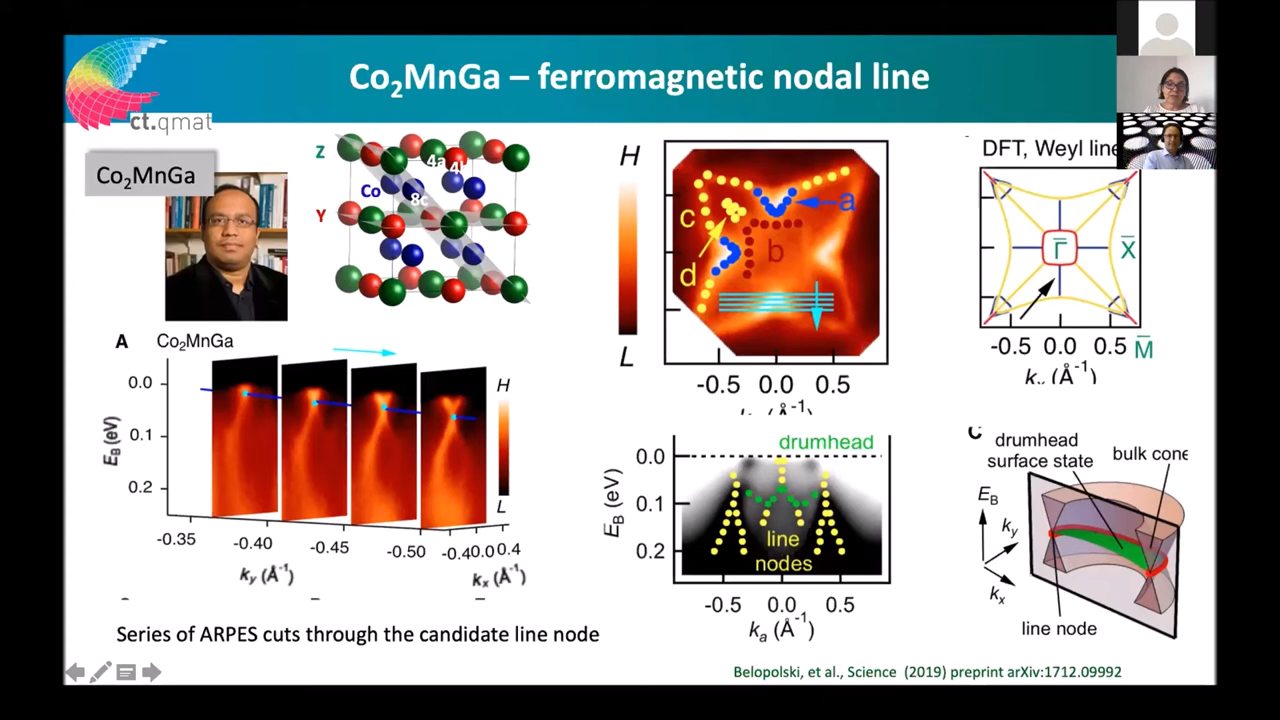 Co2MnGa – ferromagnetic nodal line
ct.qmat
Co2MnGa
Z
Co
Y
4a
8c
H
L
c
a
b
d
-0.5 0.0 0.5
DFT, Weyl line
Γ̅
X̅
M̅
-0.5 0.0 0.5
(Å-1)
A Co2MnGa
0.0
0.1
0.2
EB (eV)
H
L
-0.35 -0.40 -0.45 -0.50 -0.40 0.0 0.4
ky (Å-1)
kx (Å-1)
Series of ARPES cuts through the candidate line node
drumhead
0.0
0.1
0.2
EB (eV)
line
nodes
-0.5 0.0 0.5
ka (Å-1)
drumhead
surface state
bulk cone
EB
ky
kx
line node
Belopolski, et al., Science (2019) preprint arXiv:1712.09992